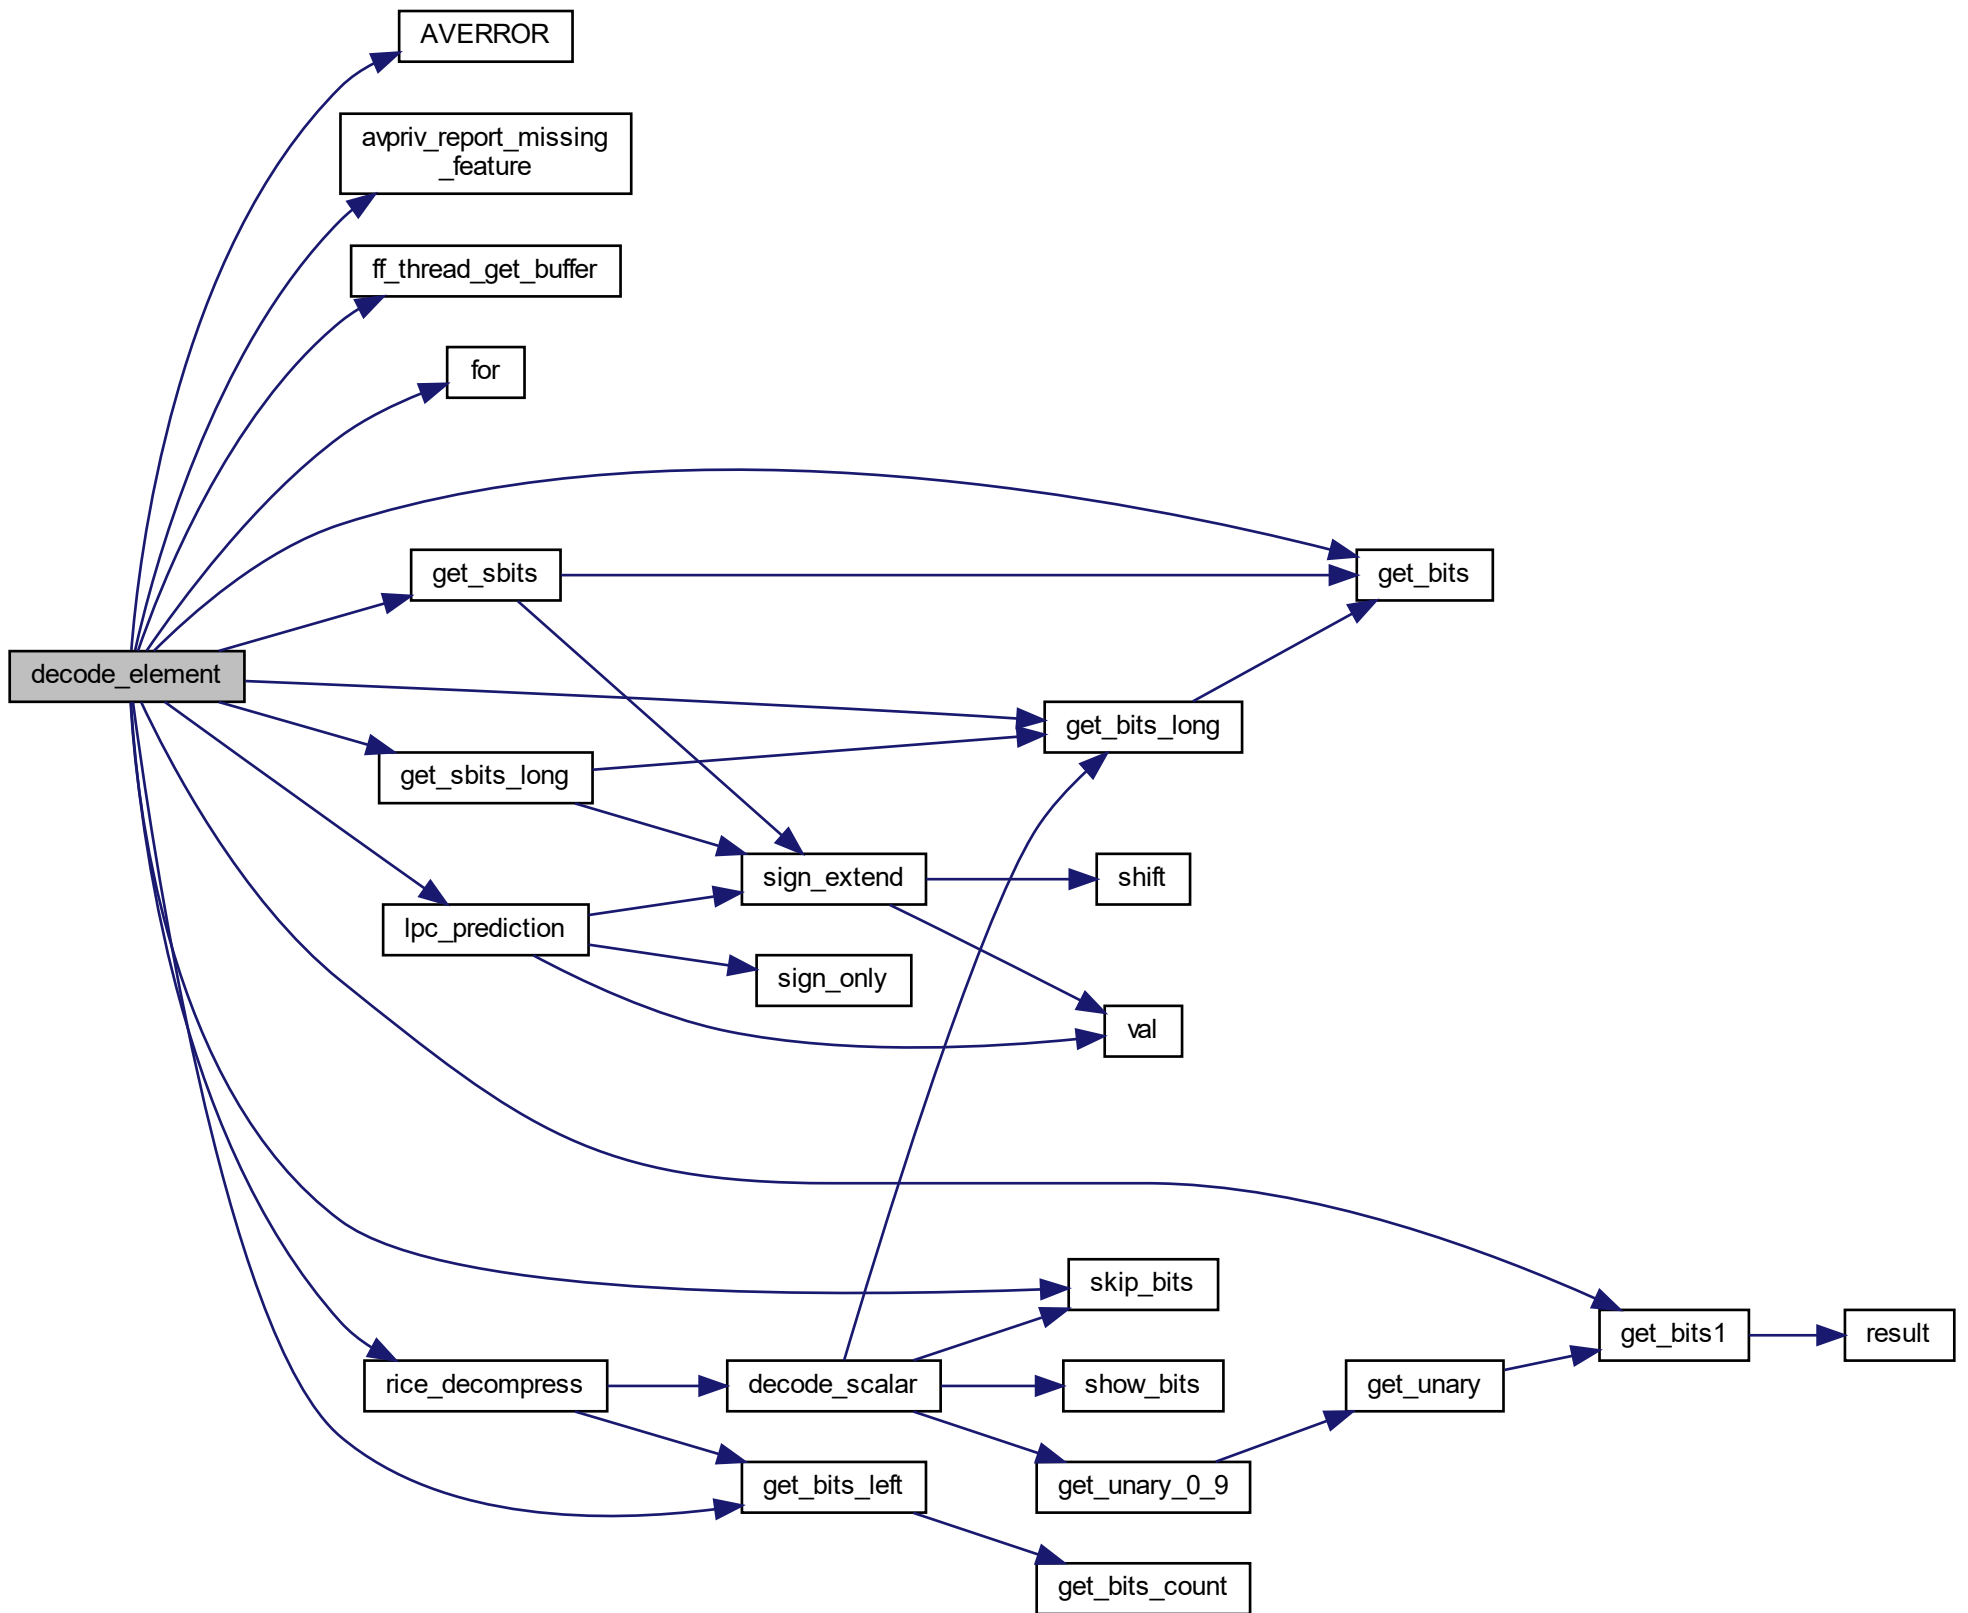 AVERROR
avpriv_report_missing
_feature
ff_thread_get_buffer
for
get_sbits
get_bits
decode_element
get_bits_long
get_sbits_long
sign_extend
shift
lpc_prediction
sign_only
val
skip_bits
get_bits1
result
rice_decompress
decode_scalar
show_bits
get_unary
get_bits_left
get_unary_0_9
get_bits_count